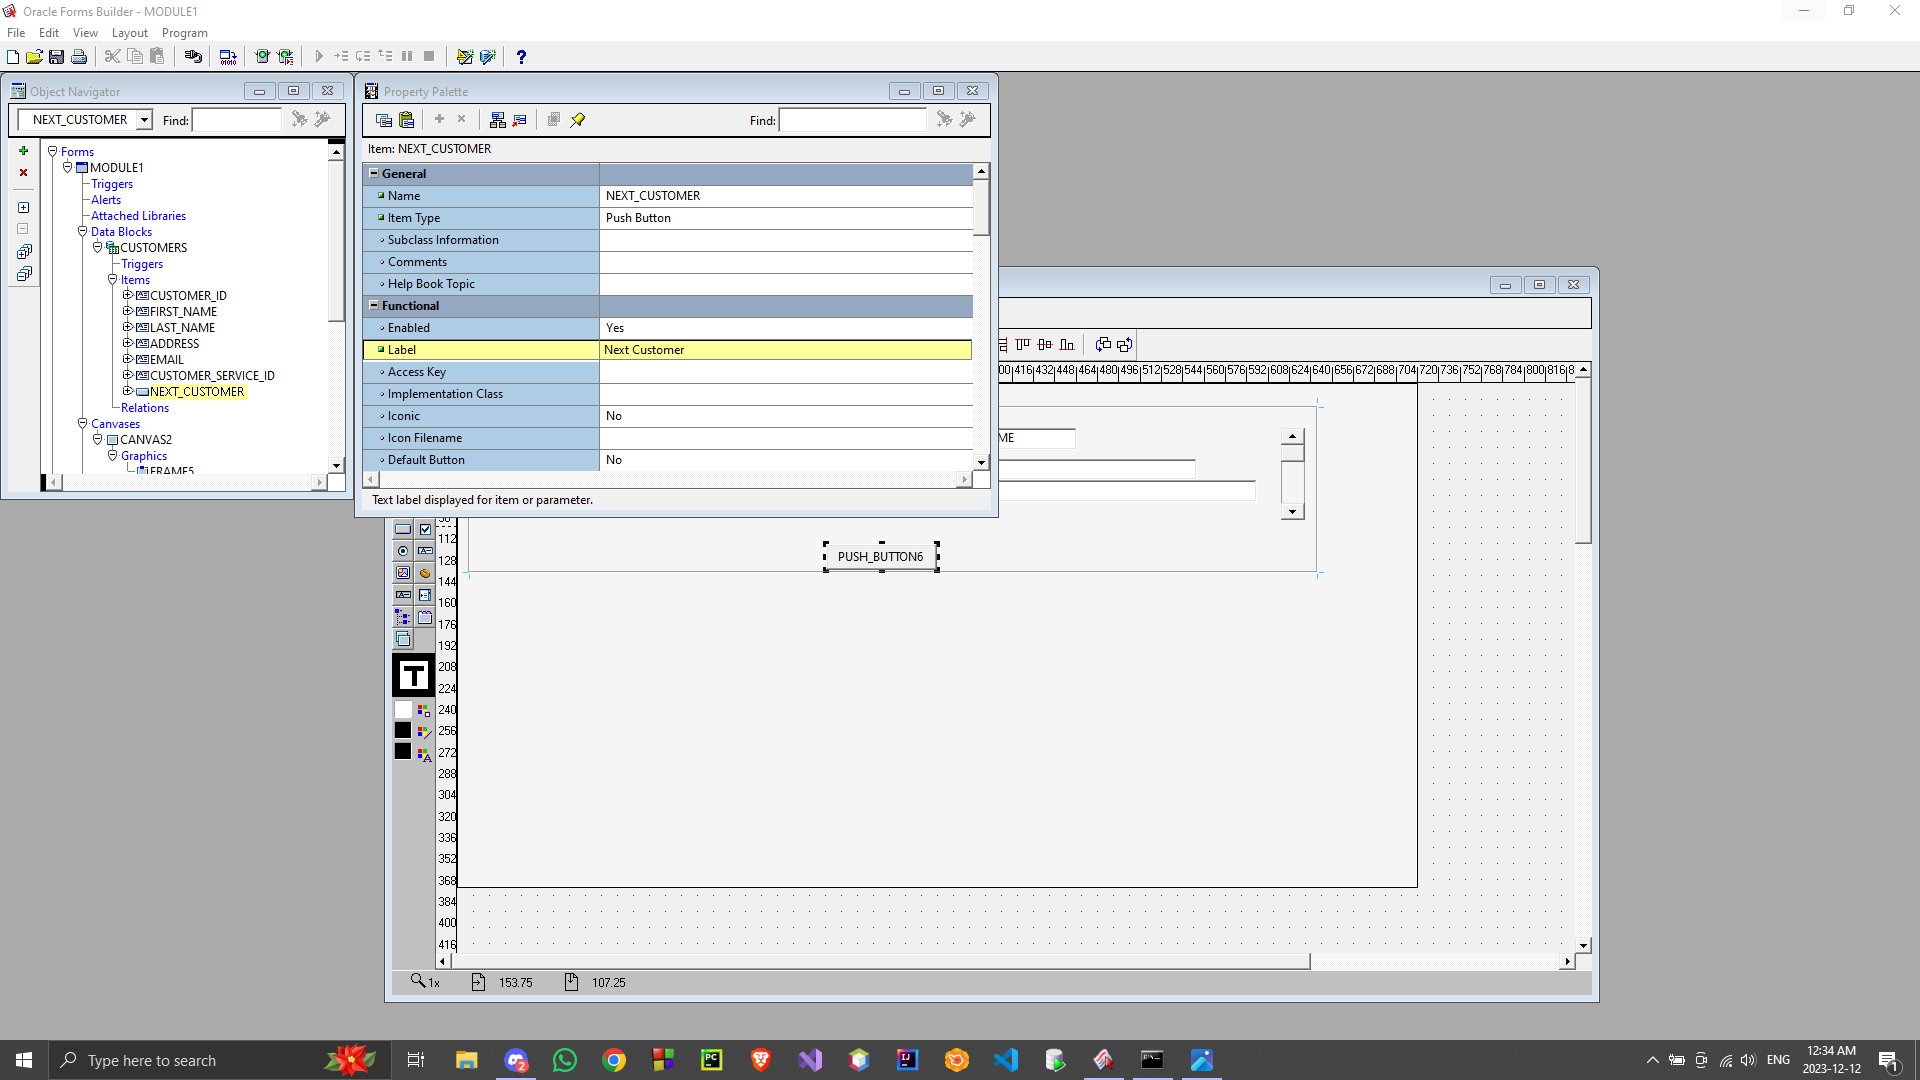 Oracle Forms Builder - MODULE1
File Edit View Layout Program
Object Navigator
NEXT_CUSTOMER
Find:
Forms
MODULE1
Triggers
Alerts
Attached Libraries
Data Blocks
CUSTOMERS
Triggers
Items
CUSTOMER_ID
FIRST_NAME
LAST_NAME
ADDRESS
EMAIL
CUSTOMER_SERVICE_ID
NEXT_CUSTOMER
Relations
Canvases
CANVAS2
Graphics
FRAME5
Property Palette
Find:
Item: NEXT_CUSTOMER
General
Name NEXT_CUSTOMER
Item Type Push Button
Subclass Information
Comments
Help Book Topic
Functional
Enabled Yes
Label Next Customer
Access Key
Implementation Class
Iconic No
Icon Filename
Default Button No
Text label displayed for item or parameter.
00 416 432 448 464 480 496 512 528 544 560 576 592 608 624 640 656 672 688 704 720 736 752 768 784 800 816 8
ME
96
112
128
144
160
176
192
208
224
240
256
272
288
304
320
336
352
368
384
400
416
PUSH_BUTTON6
T
1x 153.75 107.25
Type here to search
ENG
12:34 AM
2023-12-12